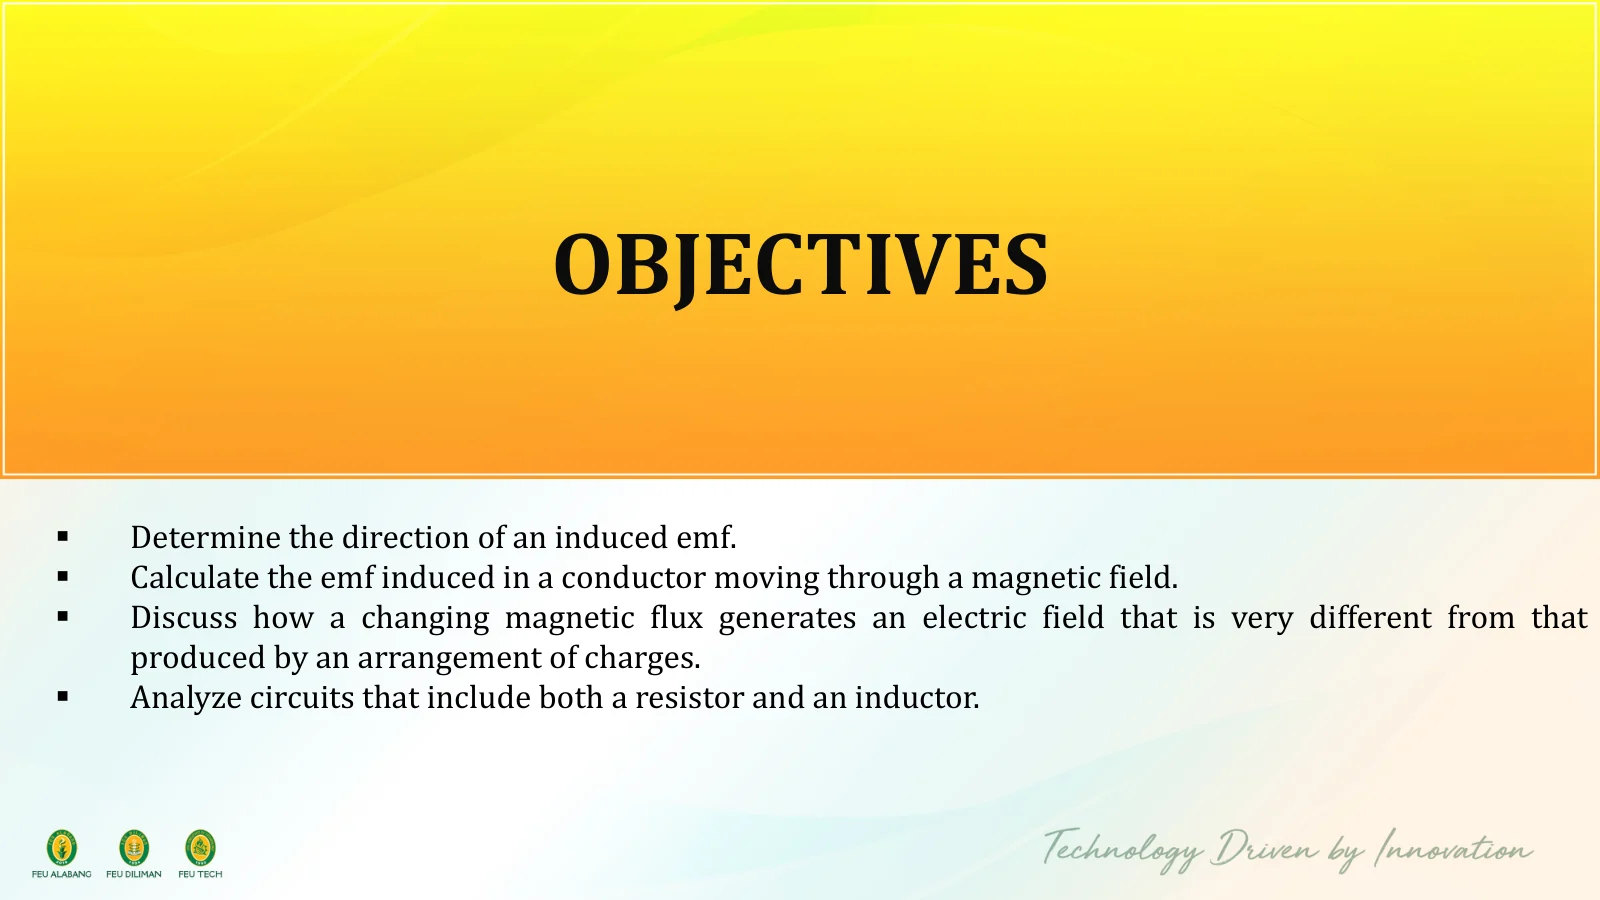 OBJECTIVES
▪ Determine the direction of an induced emf.
▪ Calculate the emf induced in a conductor moving through a magnetic field.
▪ Discuss how a changing magnetic flux generates an electric field that is very different from that
produced by an arrangement of charges.
▪ Analyze circuits that include both a resistor and an inductor.
FEU ALABANG FEU DILIMAN FEU TECH
Technology Driven by Innovation